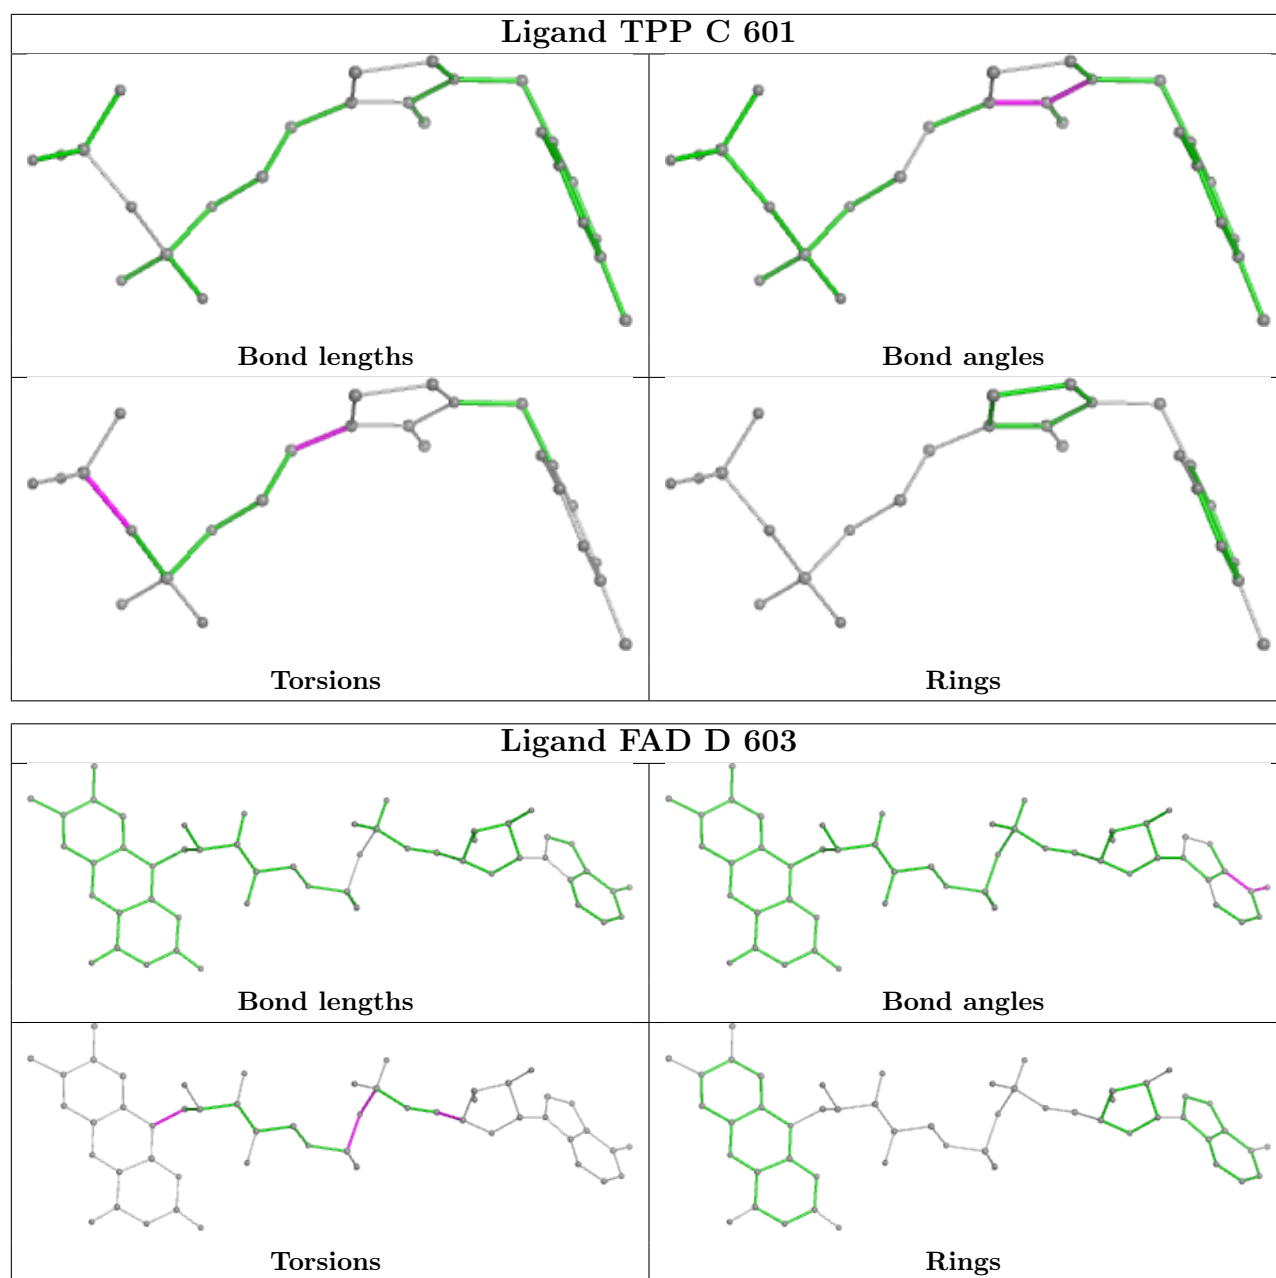 Ligand TPP C 601
Bond lengths
Bond angles
Torsions
Rings
Ligand FAD D 603
Bond lengths
Bond angles
Torsions
Rings